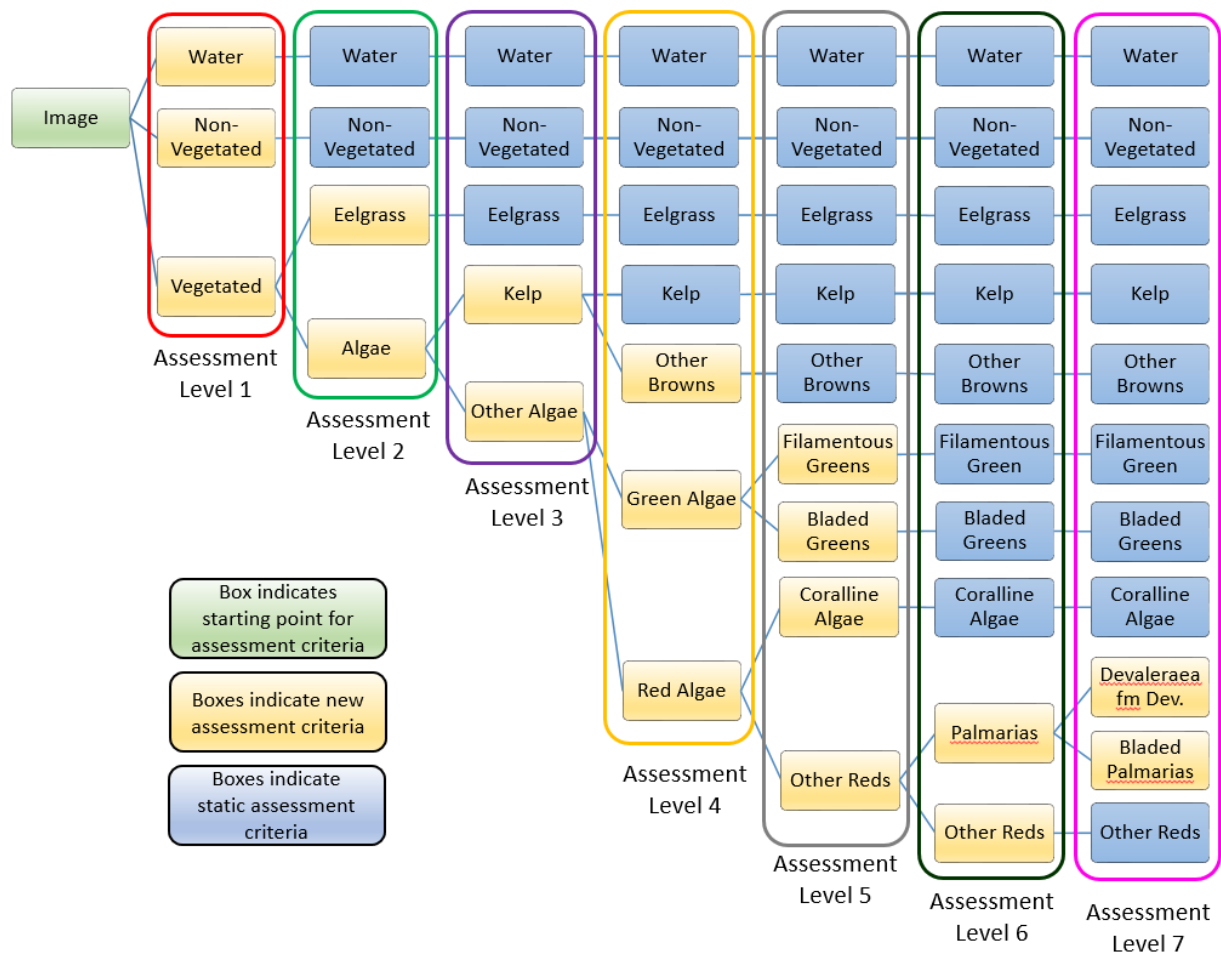 Image
Water
Non-
Vegetated
Vegetated
Assessment
Level 1
Water
Non-
Vegetated
Eelgrass
Algae
Assessment
Level 2
Water
Non-
Vegetated
Eelgrass
Kelp
Other Algae
Assessment
Level 3
Water
Non-
Vegetated
Eelgrass
Kelp
Other
Browns
Green Algae
Red Algae
Assessment
Level 4
Water
Non-
Vegetated
Eelgrass
Kelp
Other
Browns
Filamentous
Greens
Bladed
Greens
Coralline
Algae
Other Reds
Assessment
Level 5
Water
Non-
Vegetated
Eelgrass
Kelp
Other
Browns
Filamentous
Green
Bladed
Greens
Coralline
Algae
Palmarias
Other Reds
Assessment
Level 6
Water
Non-
Vegetated
Eelgrass
Kelp
Other
Browns
Filamentous
Green
Bladed
Greens
Coralline
Algae
Devaleraea
fm Dev.
Bladed
Palmarias
Other Reds
Assessment
Level 7
Box indicates
starting point for
assessment criteria
Boxes indicate new
assessment criteria
Boxes indicate
static assessment
criteria